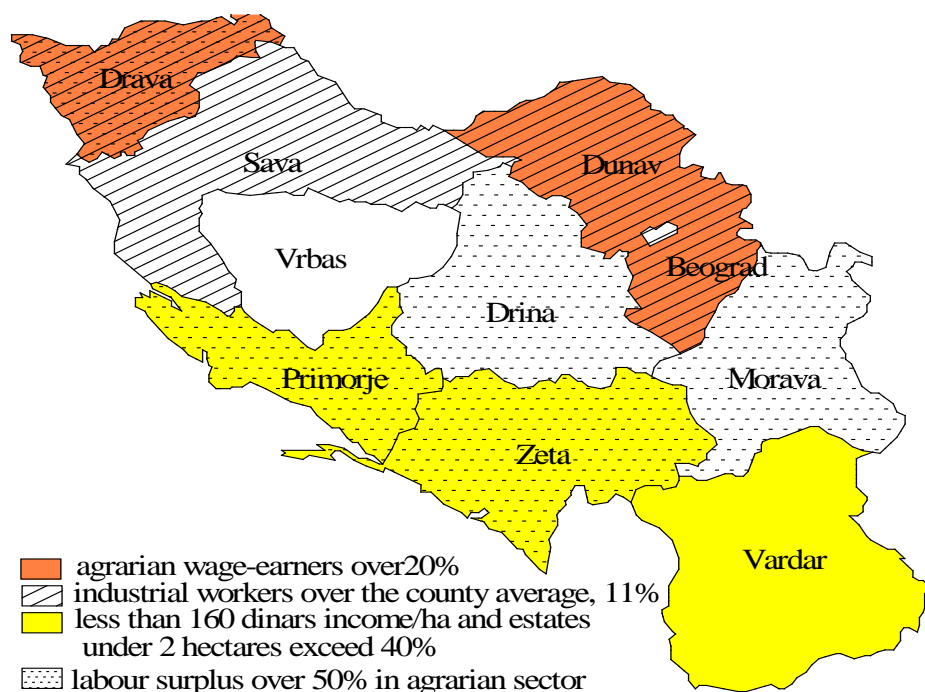 Drava
Sava
Dunav
Vrbas
Beograd
Drina
Primorje
Morava
Zeta
Vardar
agrarian wage-earners over20%
industrial workers over the county average, 11%
less than 160 dinars income/ha and estates
under 2 hectares exceed 40%
labour surplus over 50% in agrarian sector